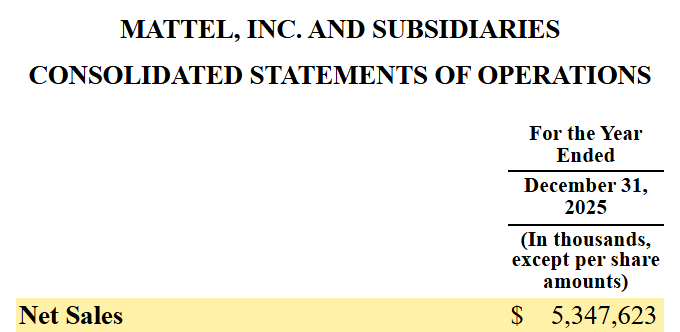 MATTEL, INC. AND SUBSIDIARIES
CONSOLIDATED STATEMENTS OF OPERATIONS
For the Year
Ended
December 31,
2025
(In thousands,
except per share
amounts)
Net Sales $ 5,347,623